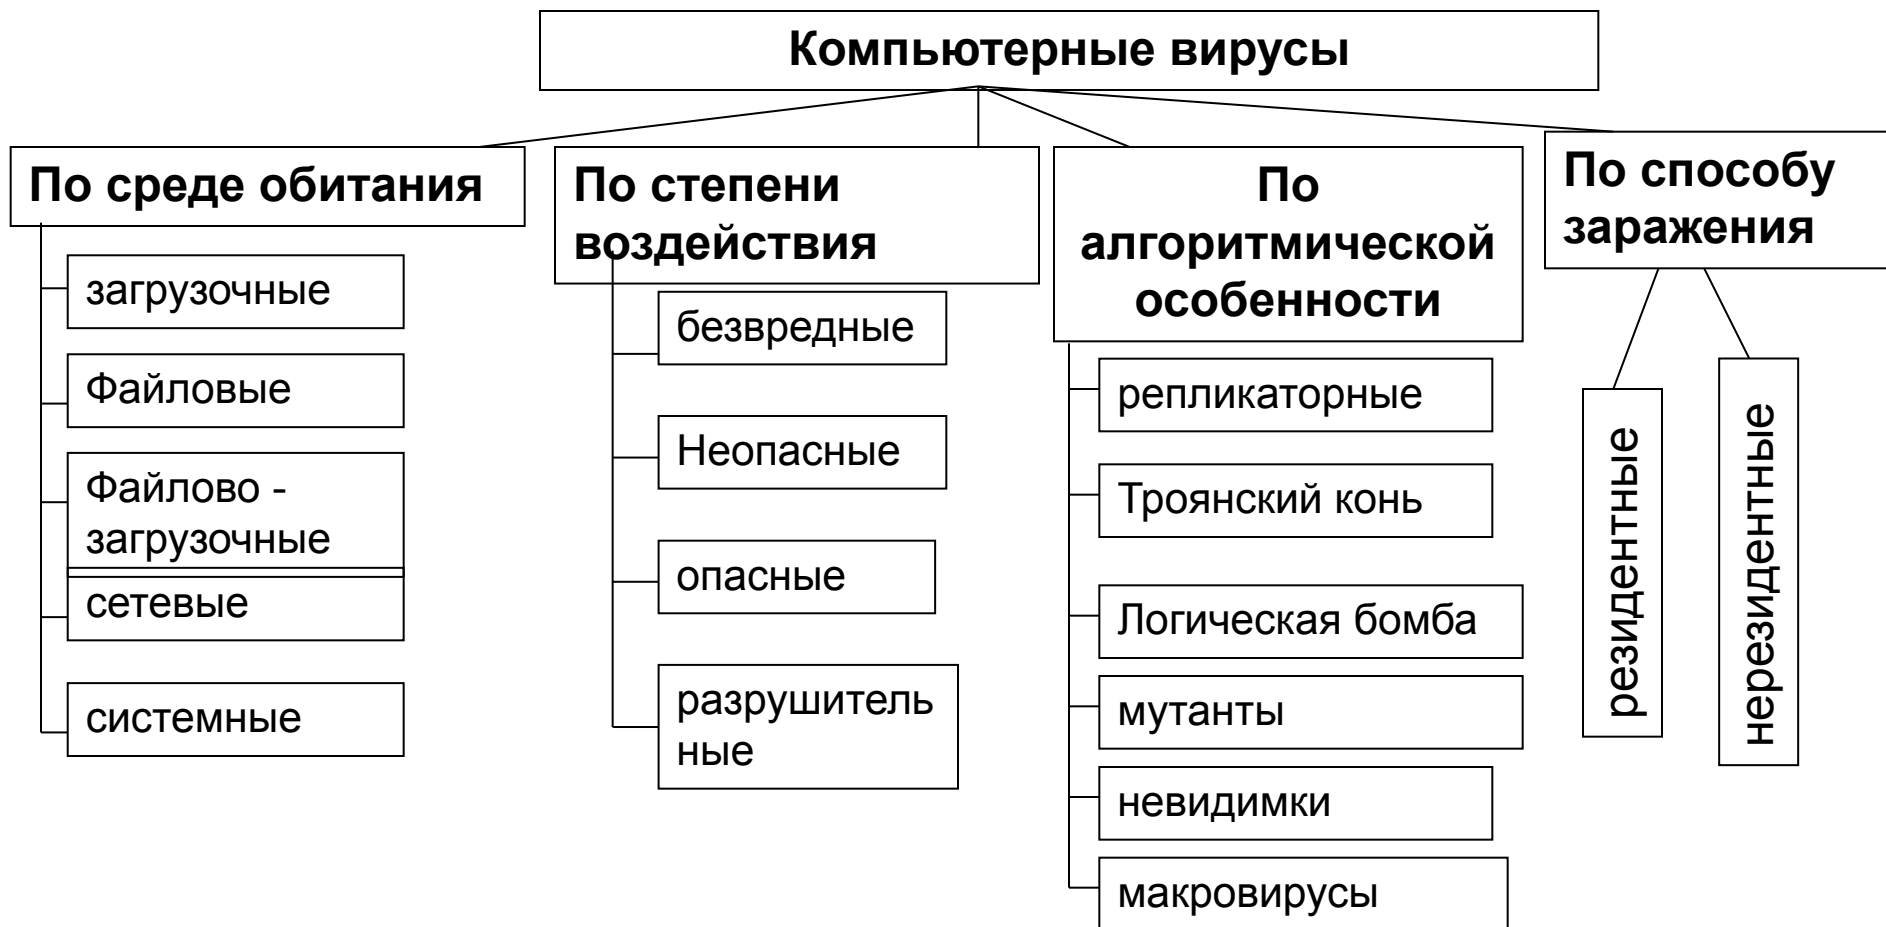 Компьютерные вирусы
По среде обитания
загрузочные
Файловые
Файлово -
загрузочные
сетевые
системные
По степени
воздействия
безвредные
Неопасные
опасные
разрушитель
ные
По
алгоритмической
особенности
репликаторные
Троянский конь
Логическая бомба
мутанты
невидимки
макровирусы
По способу
заражения
резидентные
нерезидентные